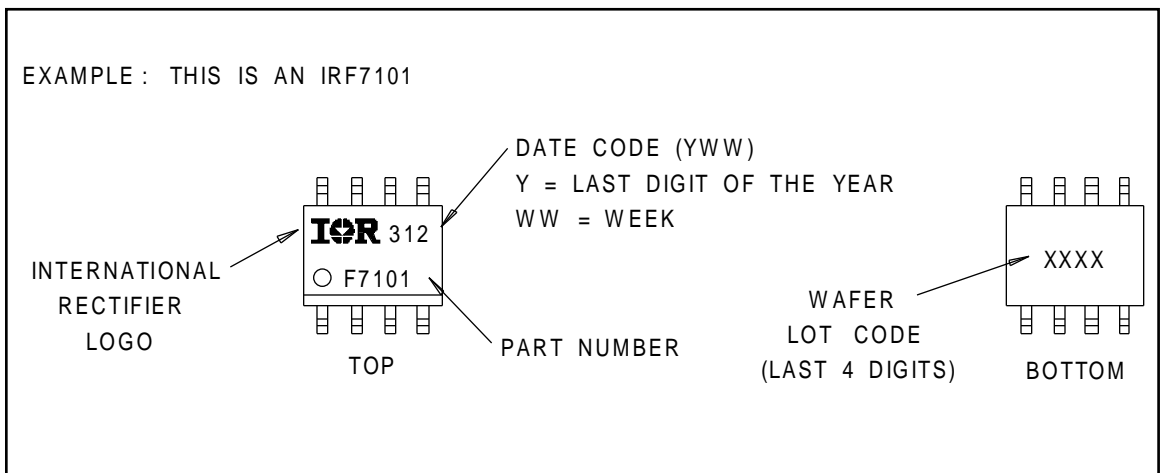 EXAMPLE : THIS IS AN IRF7101
DATE CODE (YWW)
Y = LAST DIGIT OF THE YEAR
WW = WEEK
IOR 312
F7101
INTERNATIONAL
RECTIFIER
LOGO
TOP
PART NUMBER
XXXX
WAFER
LOT CODE
(LAST 4 DIGITS)
BOTTOM